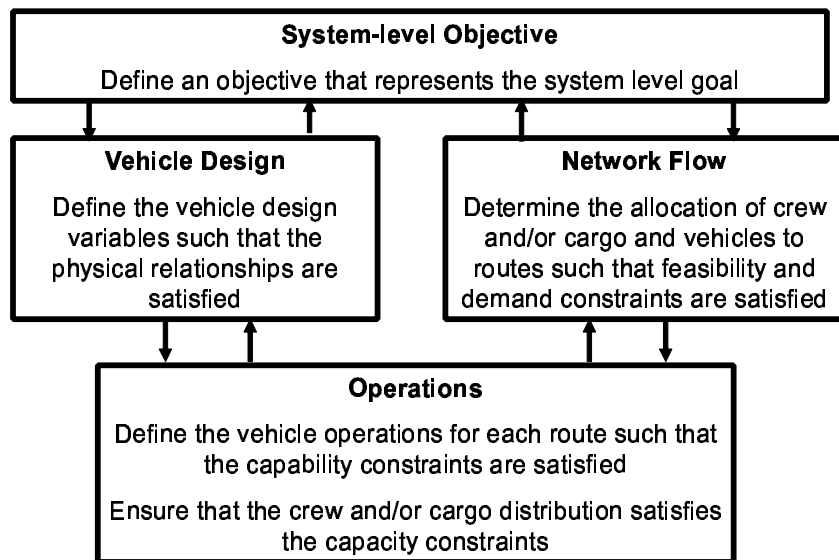 System-level Objective
Define an objective that represents the system level goal
Vehicle Design
Define the vehicle design
variables such that the
physical relationships are
satisfied
Network Flow
Determine the allocation of crew
and/or cargo and vehicles to
routes such that feasibility and
demand constraints are satisfied
Operations
Define the vehicle operations for each route such that
the capability constraints are satisfied
Ensure that the crew and/or cargo distribution satisfies
the capacity constraints